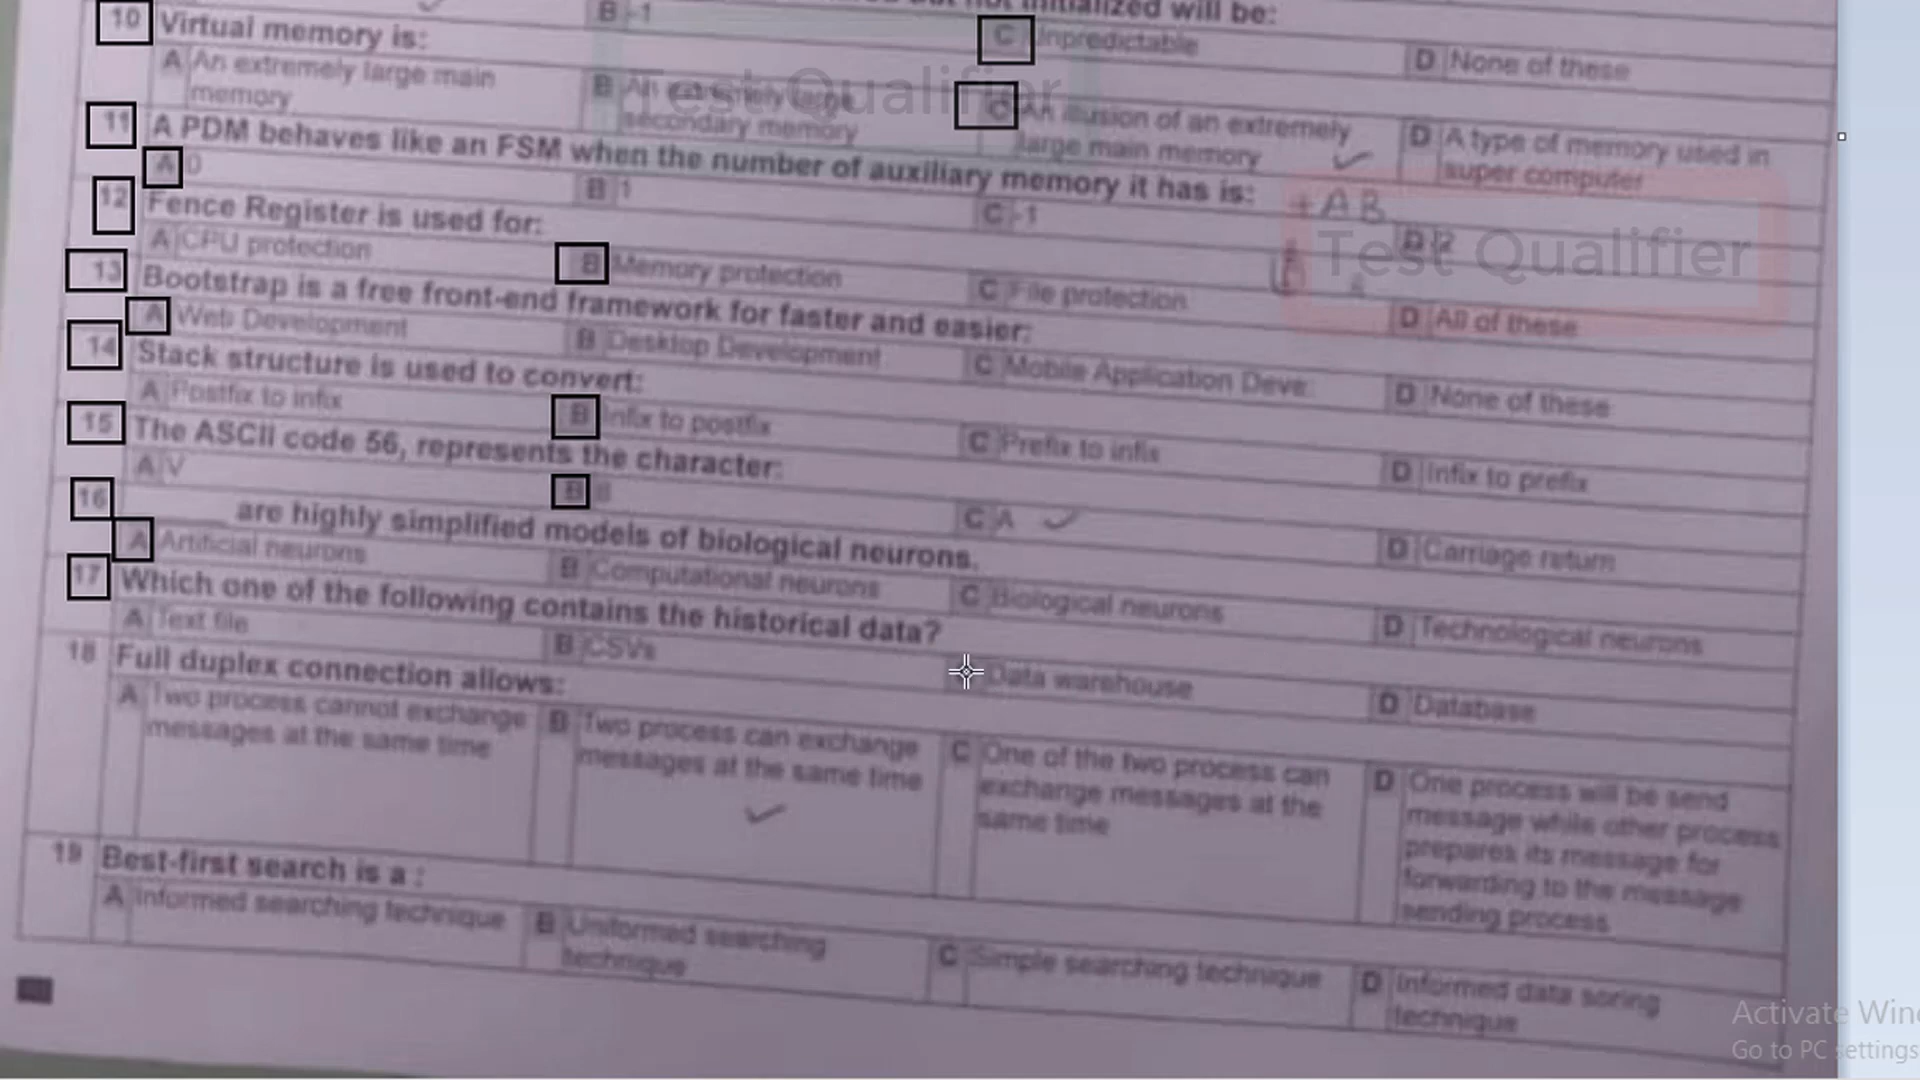 not initialized will be:
B -1
C Unpredictable
D None of these
10 Virtual memory is:
A An extremely large main memory
B An extremely large secondary memory
C An illusion of an extremely large main memory
D A type of memory used in super computer
11 A PDM behaves like an FSM when the number of auxiliary memory it has is:
A 0
B 1
C -1
D 2
+ A B
12 Fence Register is used for:
A CPU protection
B Memory protection
C File protection
D All of these
13 Bootstrap is a free front-end framework for faster and easier:
A Web Development
B Desktop Development
C Mobile Application Deve:
D None of these
14 Stack structure is used to convert:
A Postfix to infix
B Infix to postfix
C Prefix to infix
D Infix to prefix
15 The ASCII code 56, represents the character:
A V
B 8
C A
D Carriage return
16 ______ are highly simplified models of biological neurons.
A Artificial neurons
B Computational neurons
C Biological neurons
D Technological neurons
17 Which one of the following contains the historical data?
A Text file
B CSVs
Data warehouse
D Database
18 Full duplex connection allows:
A Two process cannot exchange
messages at the same time
B Two process can exchange
messages at the same time
C One of the two process can
exchange messages at the
same time
D One process will be send
message while other process
prepares its message for
forwarding to the message
sending process
19 Best-first search is a :
A Informed searching technique
B Uniformed searching
technique
C Simple searching technique
D Informed data soring
technique
Test Qualifier
Test Qualifier
Activate Win
Go to PC settings